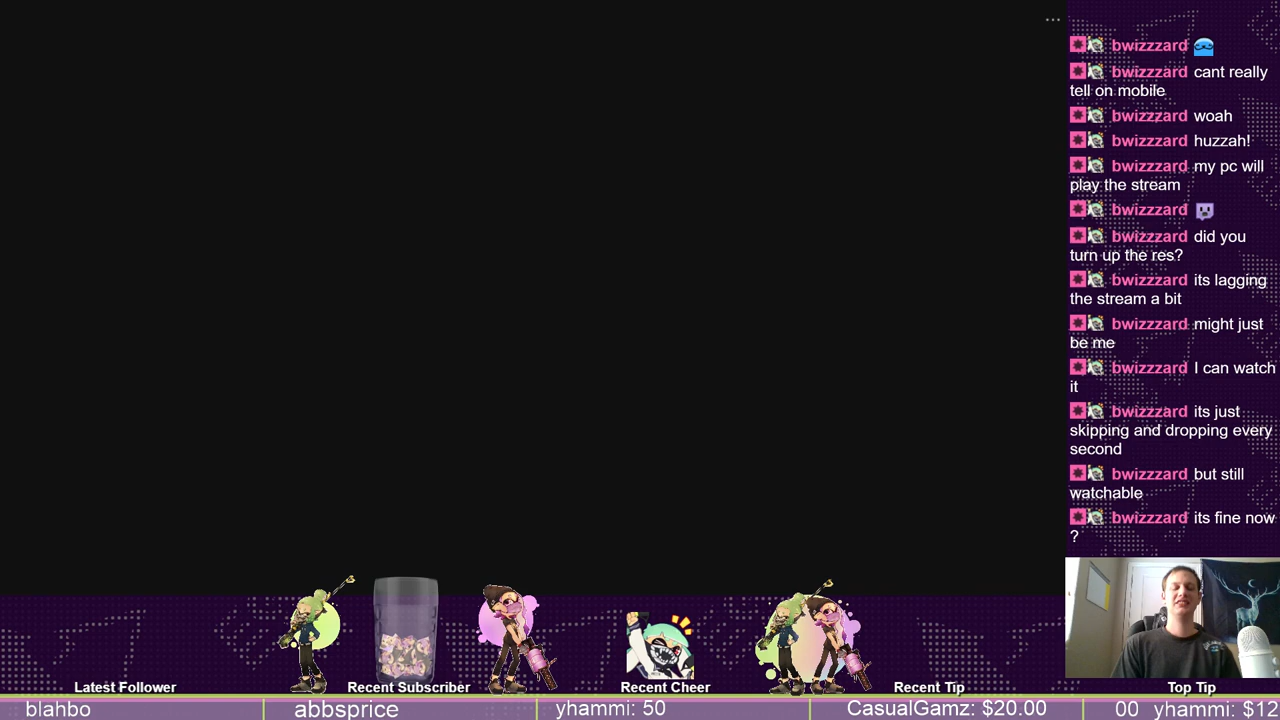 ...
bwizzzard
bwizzzard cant really
tell on mobile
bwizzzard woah
bwizzzard huzzah!
bwizzzard my pc will
play the stream
bwizzzard
bwizzzard did you
turn up the res?
bwizzzard its lagging
the stream a bit
bwizzzard might just
be me
bwizzzard I can watch
it
bwizzzard its just
skipping and dropping every
second
bwizzzard but still
watchable
bwizzzard its fine now
?
Latest Follower
Recent Subscriber
Recent Cheer
Recent Tip
Top Tip
blahbo
abbsprice
yhammi: 50
CasualGamz: $20.00
00 yhammi: $12